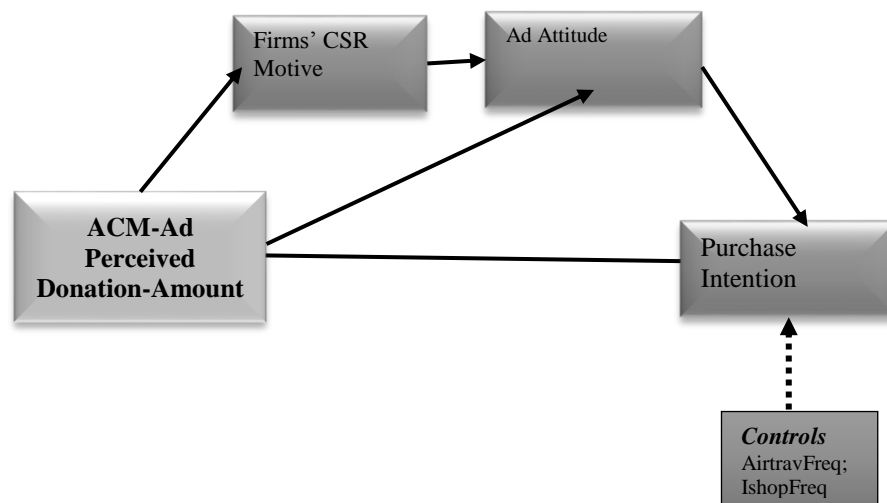 Firms' CSR
Motive
Ad Attitude
ACM-Ad
Perceived
Donation-Amount
Purchase
Intention
Controls
AirtravFreq;
IshopFreq